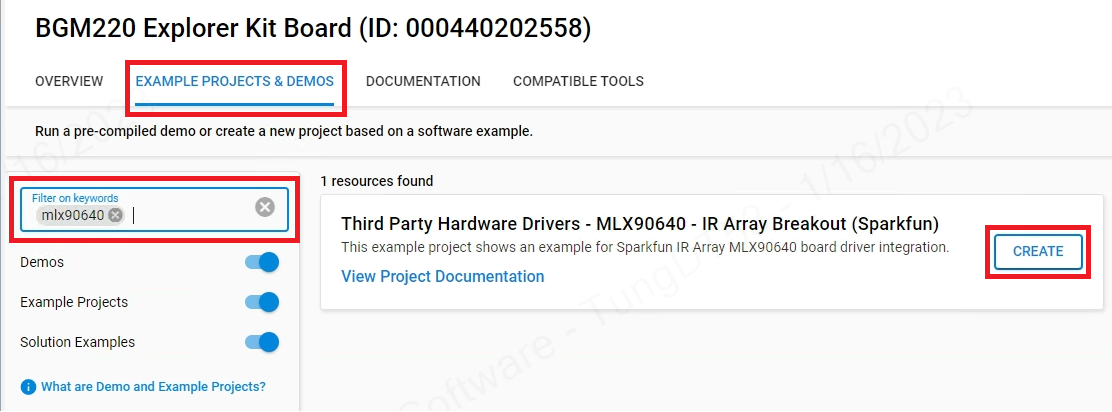 BGM220 Explorer Kit Board (ID: 000440202558)
OVERVIEW EXAMPLE PROJECTS & DEMOS DOCUMENTATION COMPATIBLE TOOLS
Run a pre-compiled demo or create a new project based on a software example.
Filter on keywords
mlx90640
Demos
Example Projects
Solution Examples
What are Demo and Example Projects?
1 resources found
Third Party Hardware Drivers - MLX90640 - IR Array Breakout (Sparkfun)
This example project shows an example for Sparkfun IR Array MLX90640 board driver integration.
View Project Documentation
CREATE
16/2023
Software - Tung
- 1/16/2023